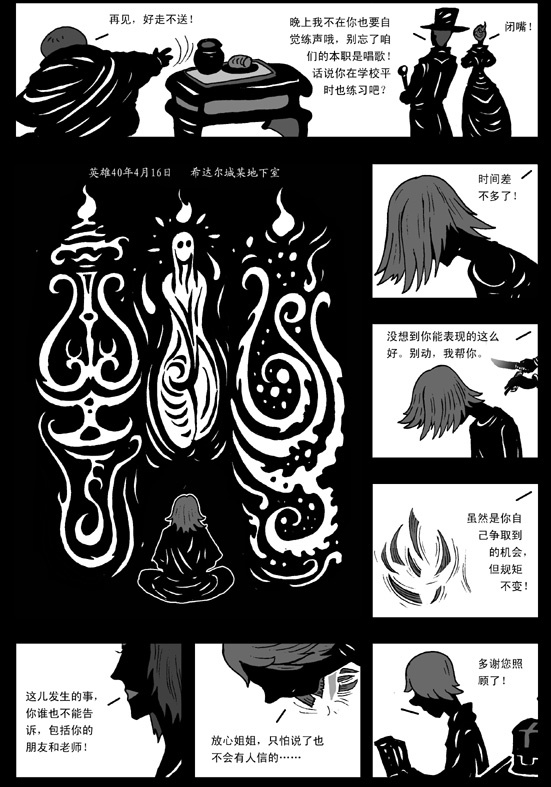 再见，好走不送！
晚上我不在你也要自
觉练声哦，别忘了咱
们的本职是唱歌！
话说你在学校平
时也练习吧？
闭嘴！
英雄40年4月16日　希达尔城某地下室
时间差
不多了！
没想到你能表现的这么
好。别动，我帮你。
虽然是你自
己争取到
的机会，
但规矩
不变！
这儿发生的事，
你谁也不能告
诉，包括你的
朋友和老师！
放心姐姐，只怕说了也
不会有人信的……
多谢您照
顾了！